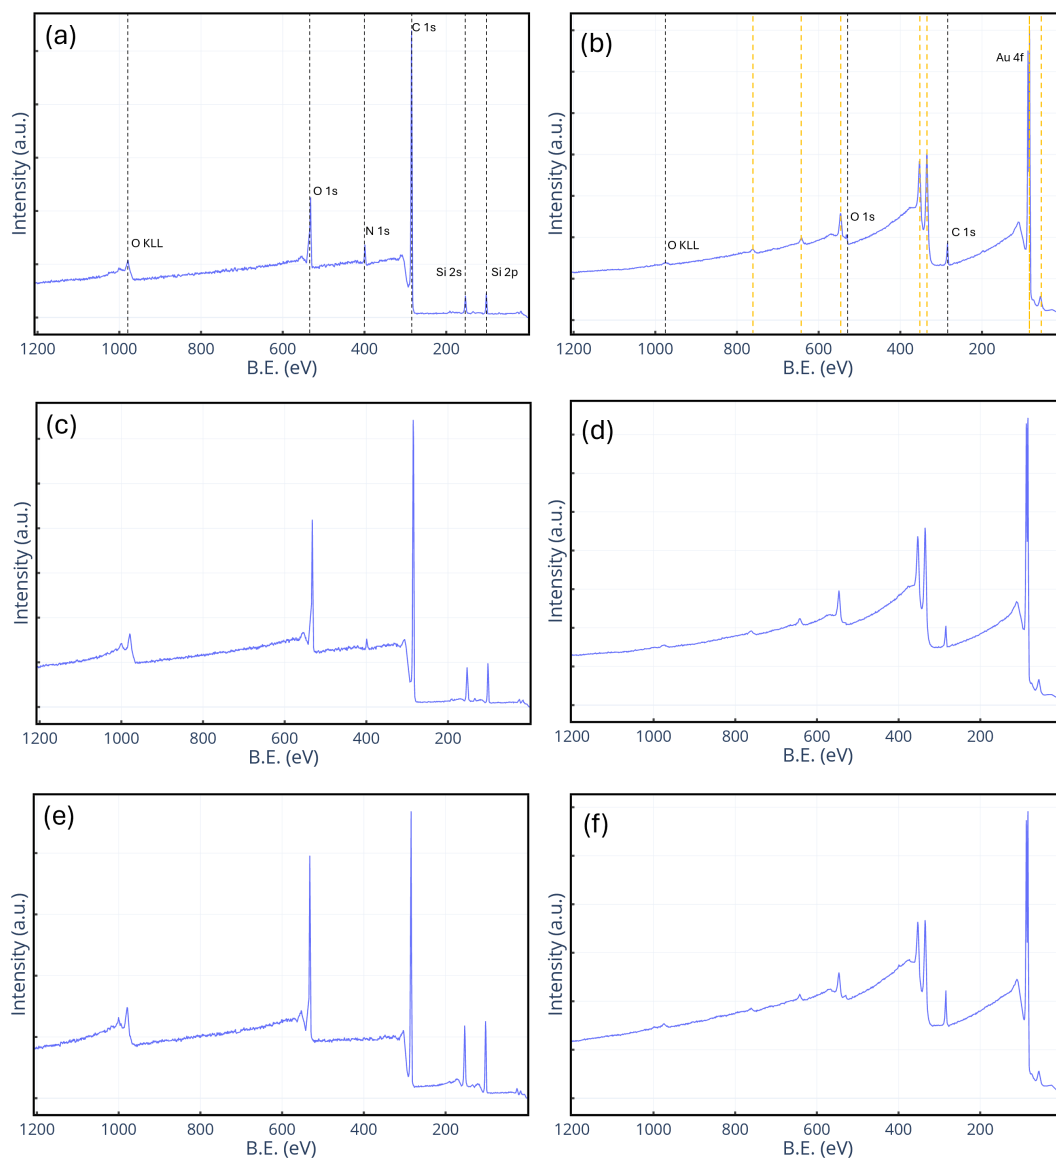 (a)
C 1s
O 1s
N 1s
O KLL
Si 2s
Si 2p
Intensity (a.u.)
1200 1000 800 600 400 200
B.E. (eV)
(b)
Au 4f
O 1s
C 1s
O KLL
Intensity (a.u.)
1200 1000 800 600 400 200
B.E. (eV)
(c)
Intensity (a.u.)
1200 1000 800 600 400 200
B.E. (eV)
(d)
Intensity (a.u.)
1200 1000 800 600 400 200
B.E. (eV)
(e)
Intensity (a.u.)
1200 1000 800 600 400 200
B.E. (eV)
(f)
Intensity (a.u.)
1200 1000 800 600 400 200
B.E. (eV)